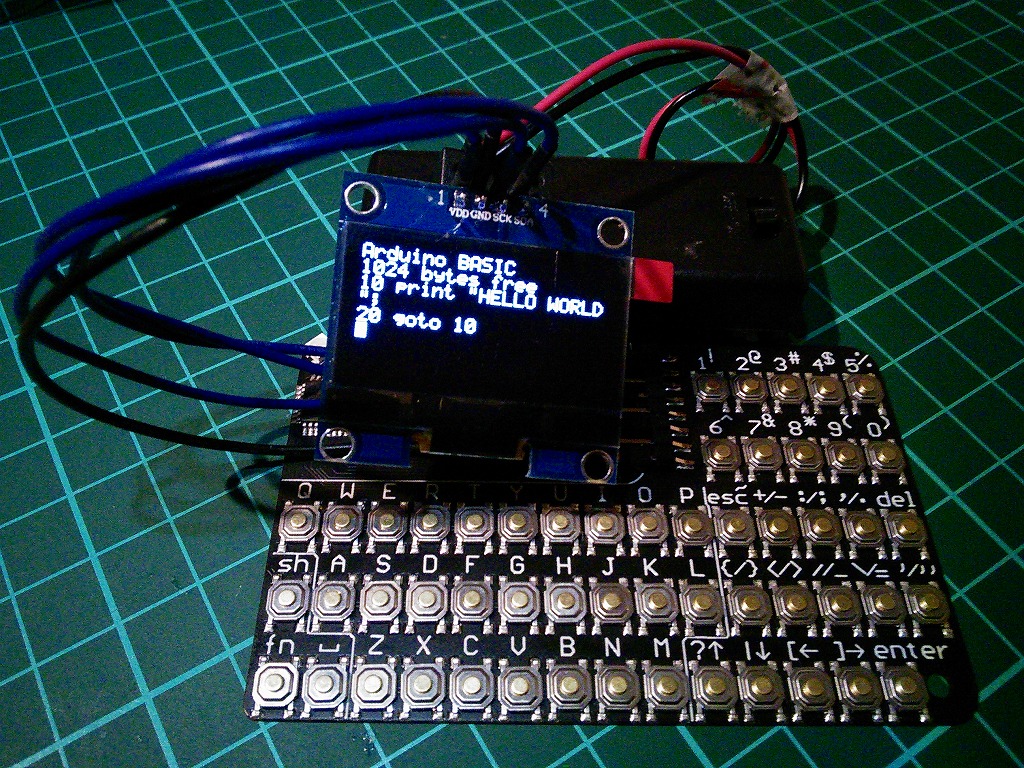 1 4
VDD GND SCK SDA
Arduino BASIC
1024 bytes free
10 print "HELLO WORLD
";
20 goto 10
1! 2@ 3# 4$ 5%
6^ 7& 8* 9( 0)
Q W E R T Y U I O P esc~ +/- :/; ,/. del
sh A S D F G H J K L {/} </> //_ \/= '/"
fn ⎵ Z X C V B N M ?↑ |↓ [← ]→ enter